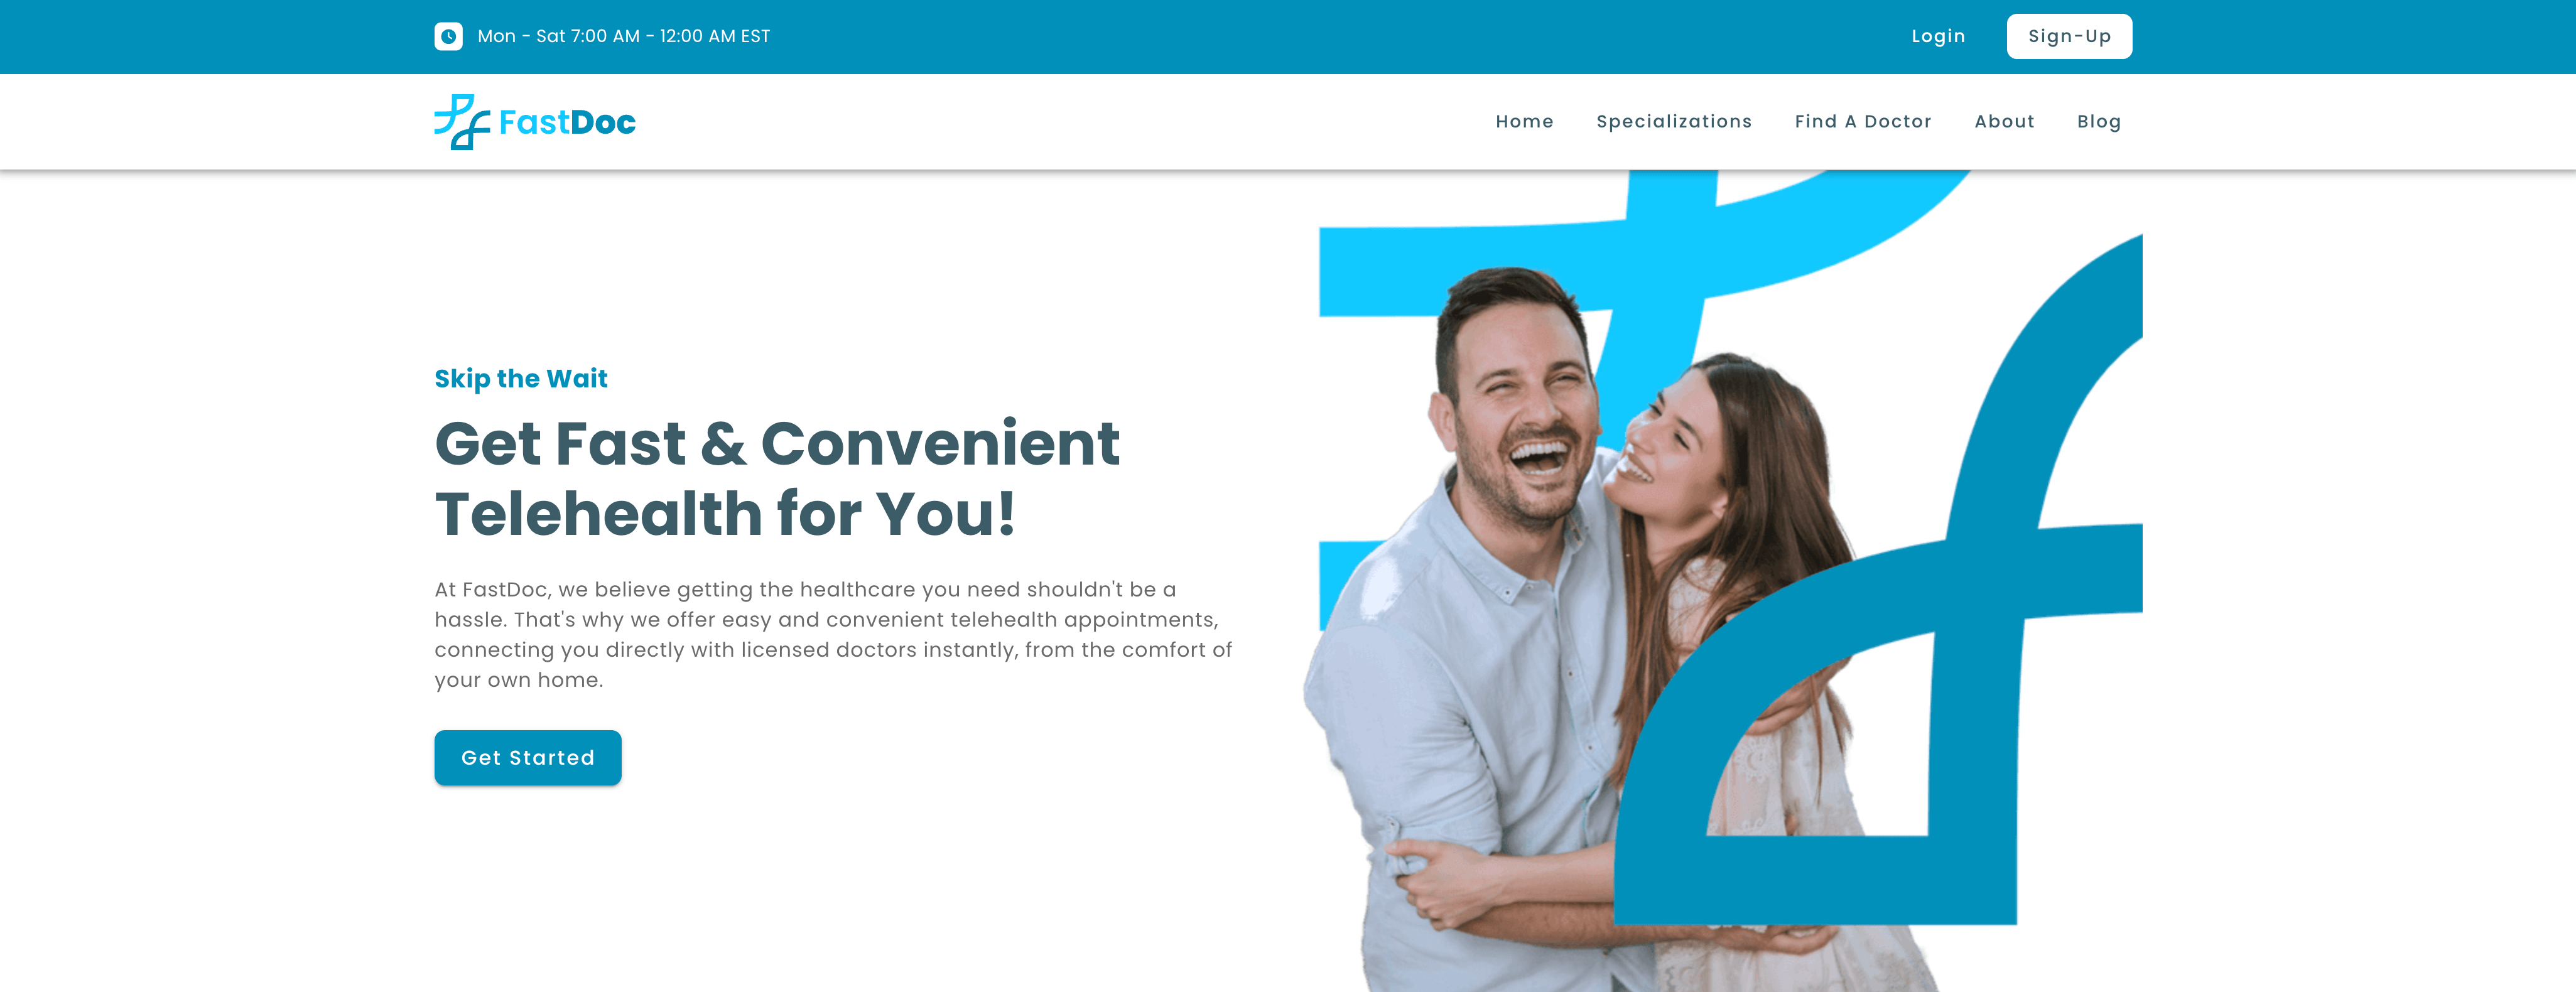 Mon - Sat 7:00 AM - 12:00 AM EST
Login
Sign-Up
FastDoc
Home
Specializations
Find A Doctor
About
Blog
Skip the Wait
Get Fast & Convenient
Telehealth for You!
At FastDoc, we believe getting the healthcare you need shouldn't be a
hassle. That's why we offer easy and convenient telehealth appointments,
connecting you directly with licensed doctors instantly, from the comfort of
your own home.
Get Started